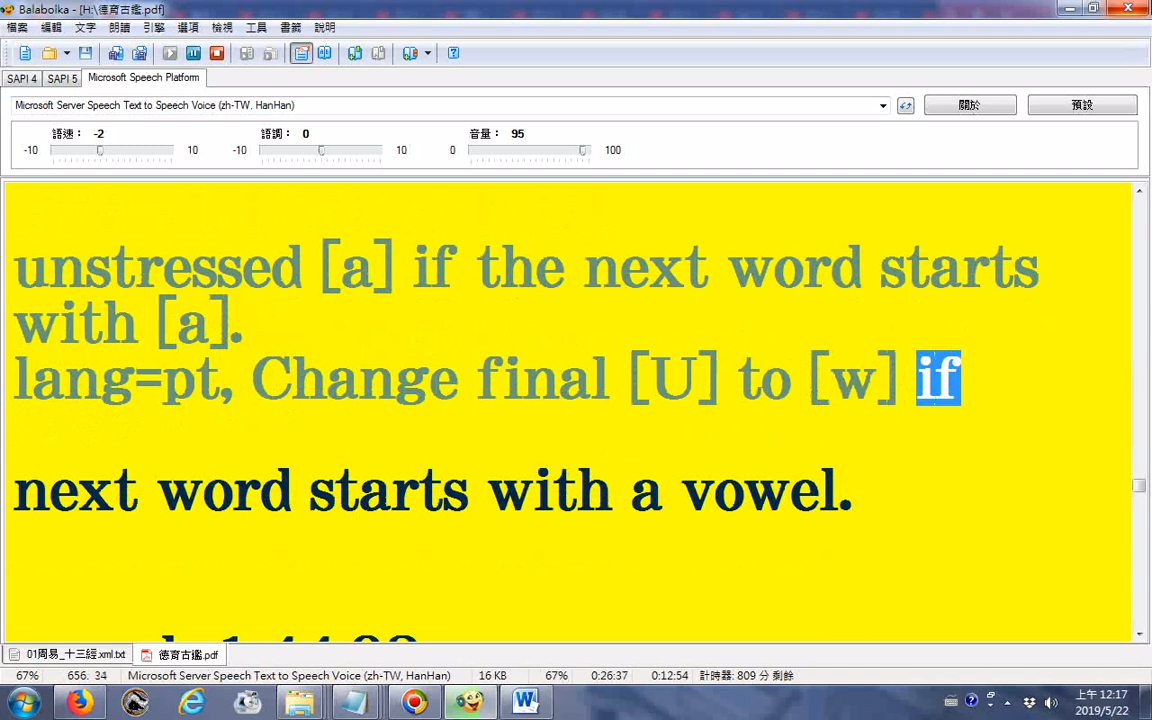 Balabolka - [H:\德育古鑑.pdf]
檔案 編輯 文字 朗讀 引擎 選項 檢視 工具 書籤 說明
SAPI 4 SAPI 5 Microsoft Speech Platform
Microsoft Server Speech Text to Speech Voice (zh-TW, HanHan) 關於 預設
語速： -2 語調： 0 音量： 95
-10 10 -10 10 0 100
unstressed [a] if the next word starts
with [a].
lang=pt, Change final [U] to [w] if
next word starts with a vowel.
01周易_十三經.xml.txt 德育古鑑.pdf
67% 656: 34 Microsoft Server Speech Text to Speech Voice (zh-TW, HanHan) 16 KB 67% 0:26:37 0:12:54 計時器: 809 分 剩餘
上午 12:17
2019/5/22